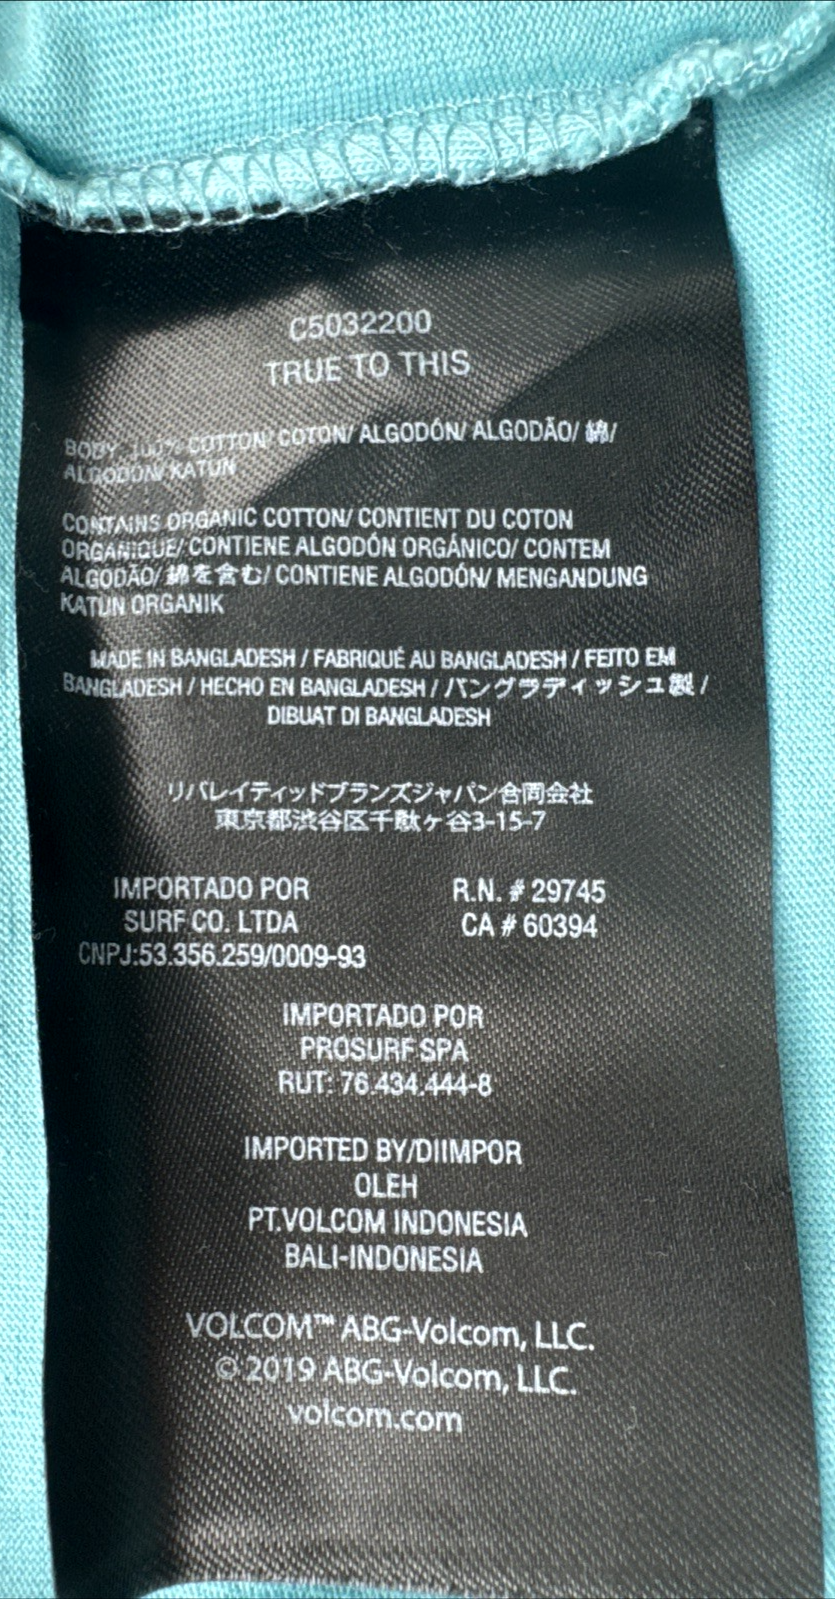 C5032200
TRUE TO THIS
BODY 100% COTTON/ COTON/ ALGODÓN/ ALGODÃO/ 綿/
ALGODÓN/ KATUN
CONTAINS ORGANIC COTTON/ CONTIENT DU COTON
ORGANIQUE/ CONTIENE ALGODÓN ORGÁNICO/ CONTEM
ALGODÃO/ 綿を含む/ CONTIENE ALGODÓN/ MENGANDUNG
KATUN ORGANIK
MADE IN BANGLADESH / FABRIQUÉ AU BANGLADESH / FEITO EM
BANGLADESH / HECHO EN BANGLADESH / バングラディッシュ製 /
DIBUAT DI BANGLADESH
リバレイティッドブランズジャパン合同会社
東京都渋谷区千駄ヶ谷3-15-7
IMPORTADO POR
SURF CO. LTDA
CNPJ:53.356.259/0009-93
R.N. # 29745
CA # 60394
IMPORTADO POR
PROSURF SPA
RUT: 76.434.444-8
IMPORTED BY/DIIMPOR
OLEH
PT.VOLCOM INDONESIA
BALI-INDONESIA
VOLCOM™ ABG-Volcom, LLC.
© 2019 ABG-Volcom, LLC.
volcom.com